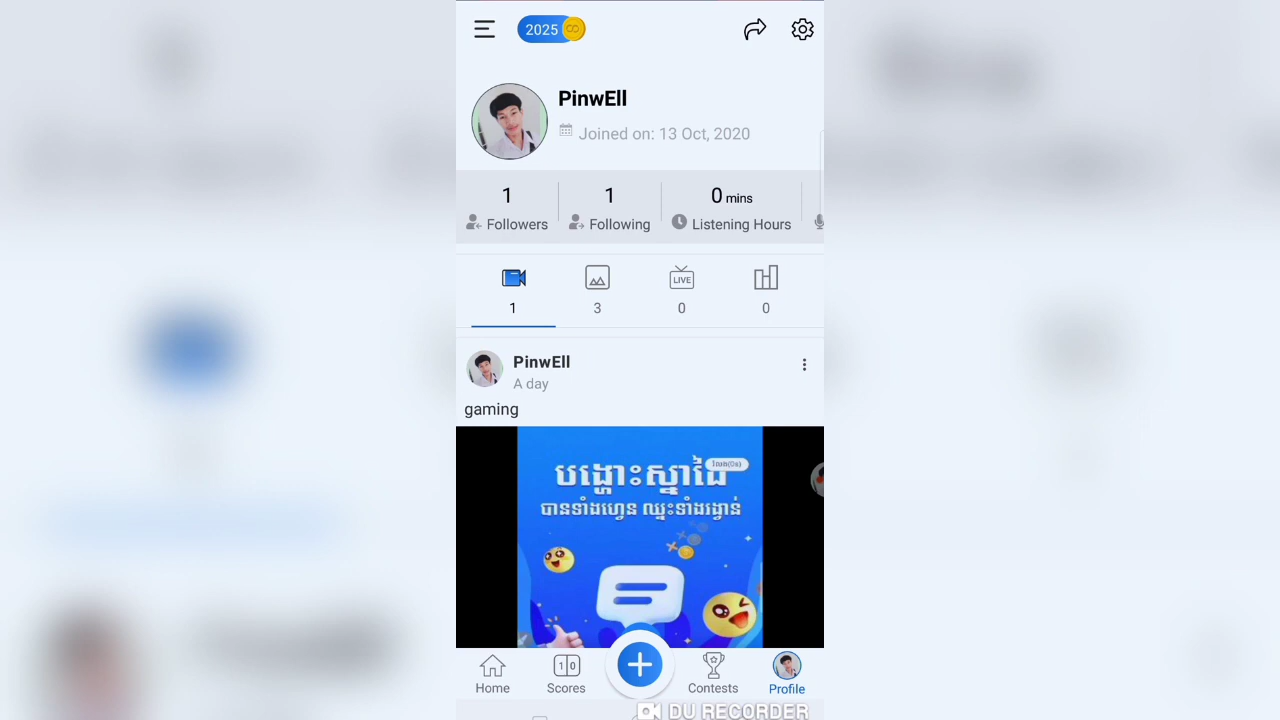 2025
PinwEll
Joined on: 13 Oct, 2020
1
Followers
1
Following
0 mins
Listening Hours
1
3
LIVE
0
0
PinwEll
A day
gaming
បង្ហោះស្នាដៃ
បានទាំងហ្វេន ឈ្នះទាំងរង្វាន់
Home
Scores
1 0
Contests
Profile
DU RECORDER